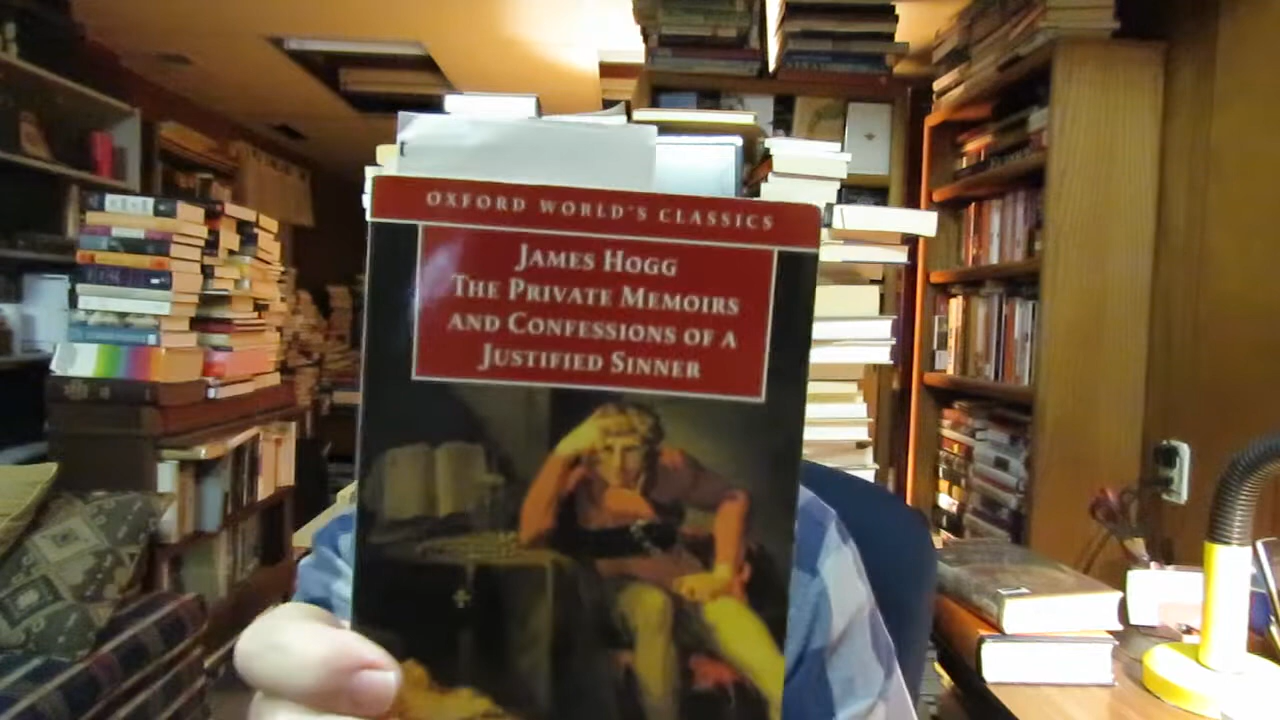 OXFORD WORLD'S CLASSICS
JAMES HOGG
THE PRIVATE MEMOIRS
AND CONFESSIONS OF A
JUSTIFIED SINNER